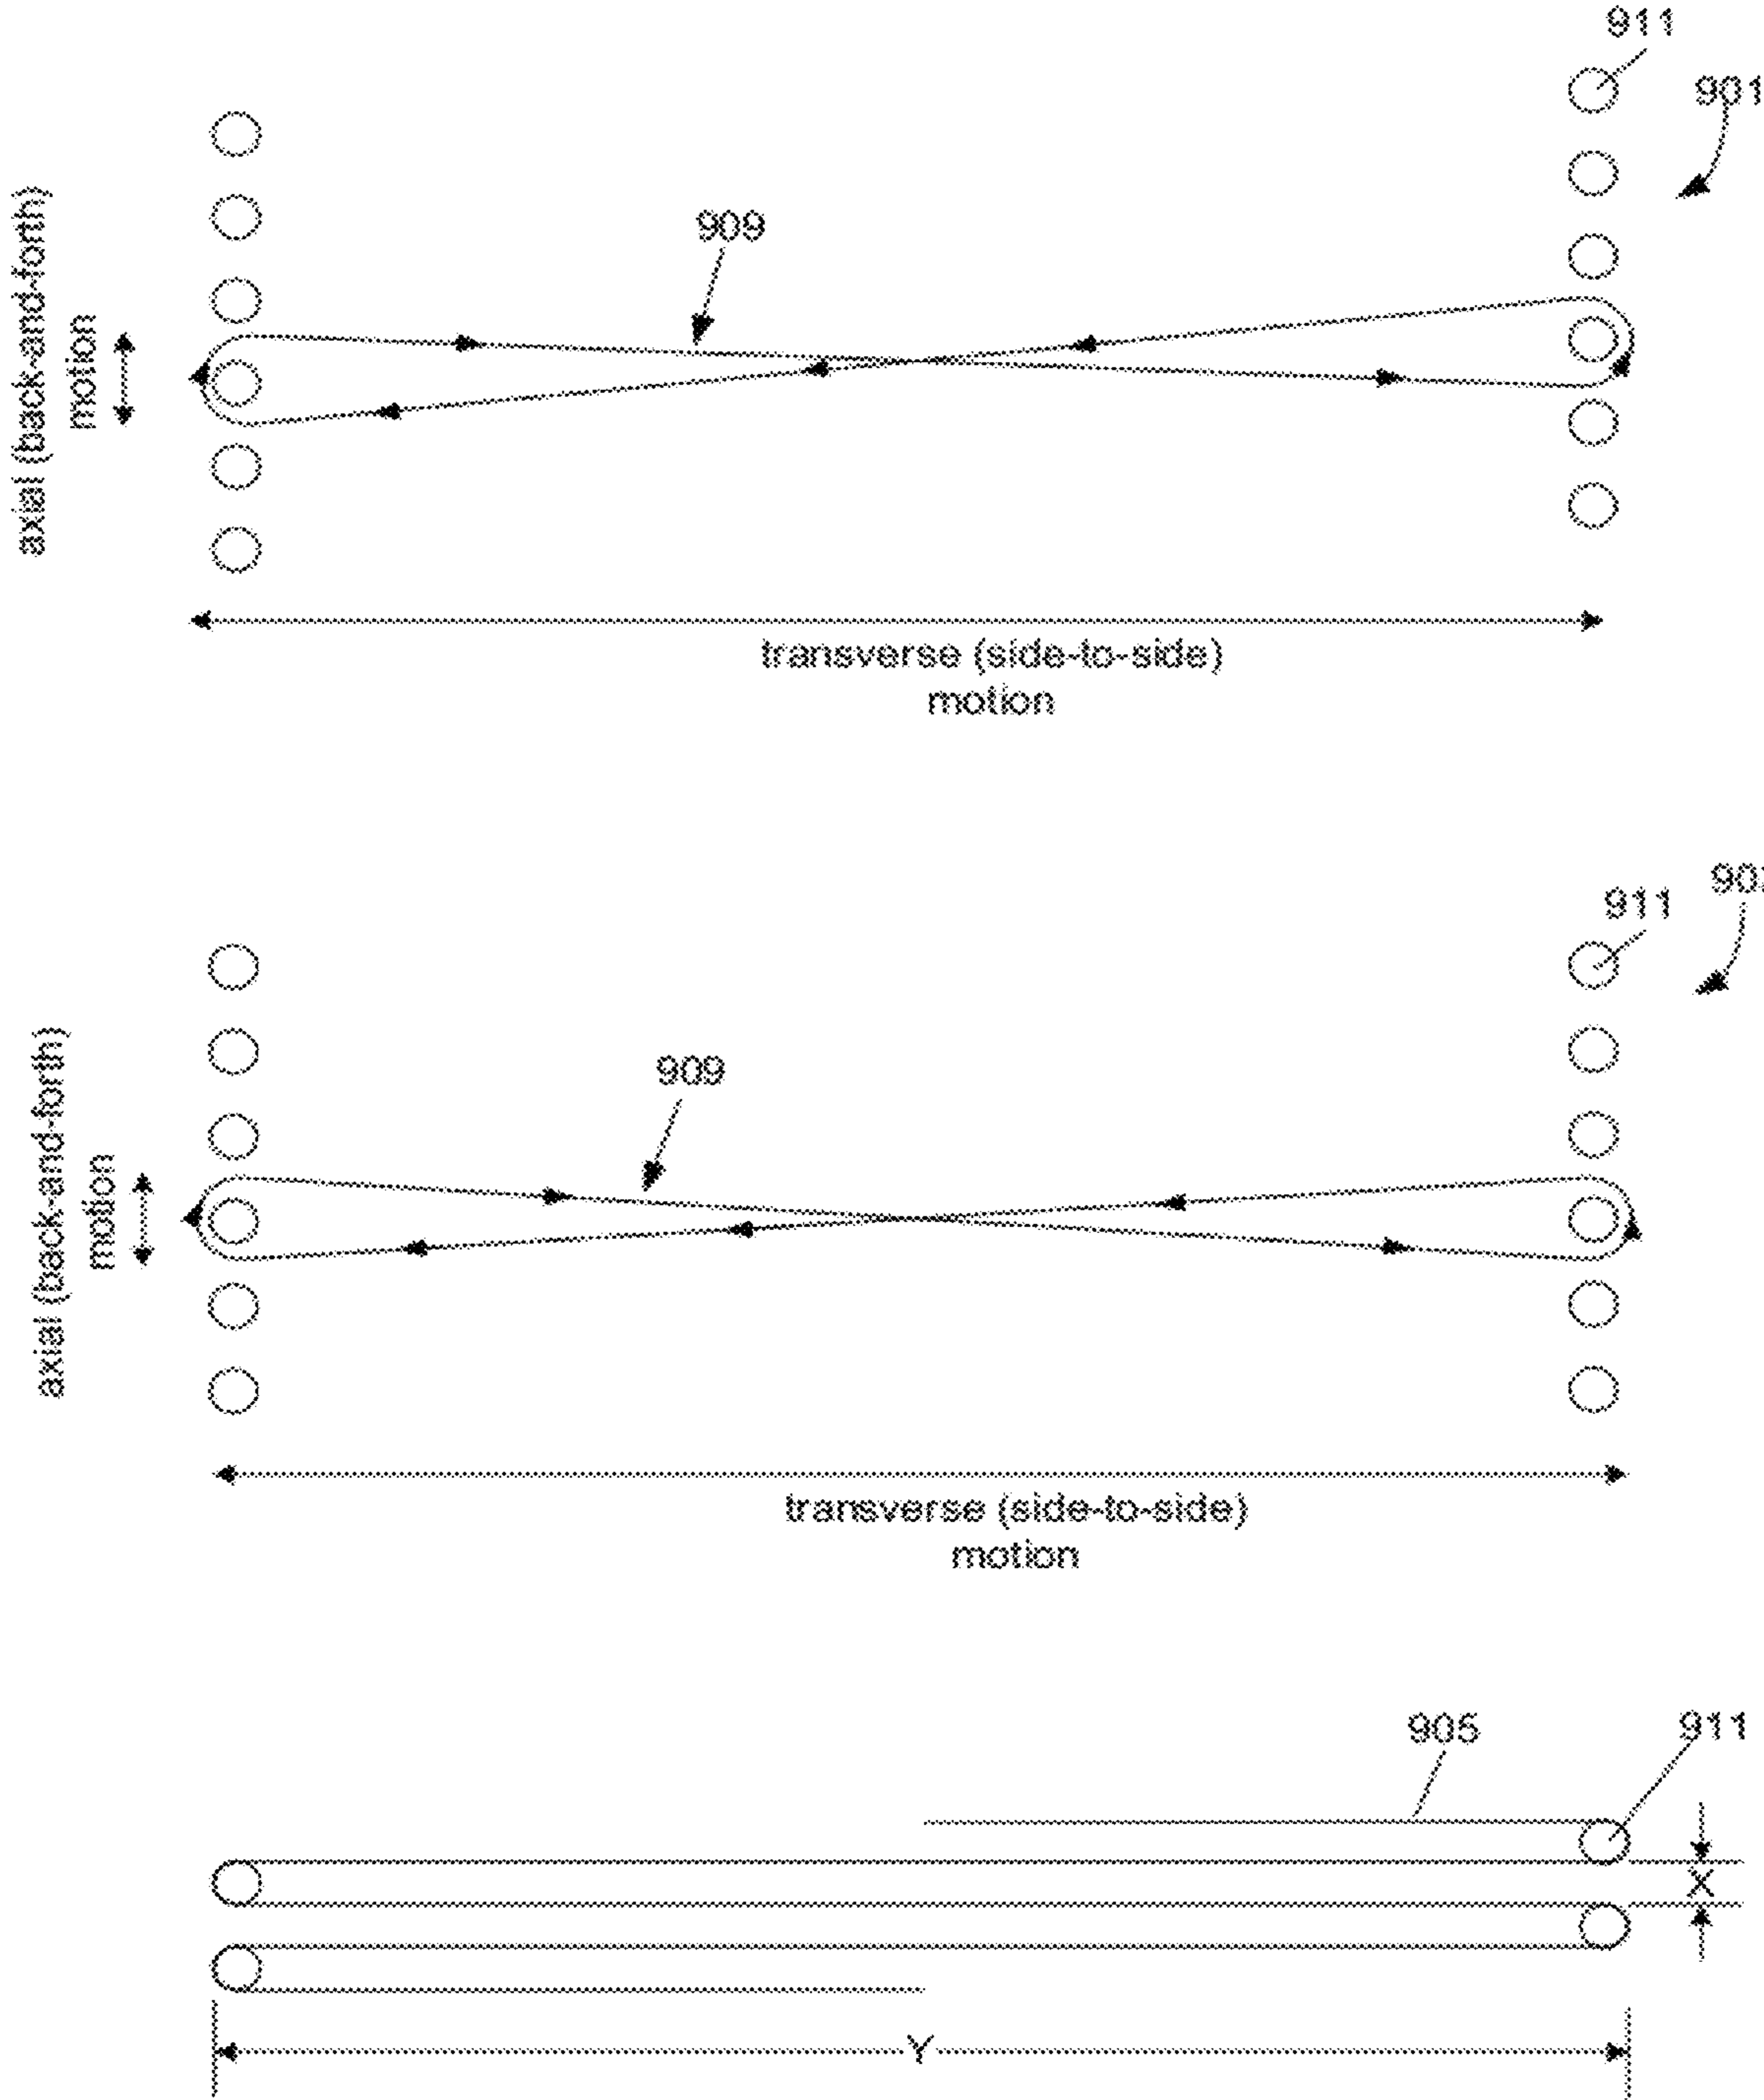 911
901
909
axial (back-and-forth)
motion
transverse (side-to-side)
motion
911
909
axial (back-and-forth)
motion
transverse (side-to-side)
motion
905
911
X
Y